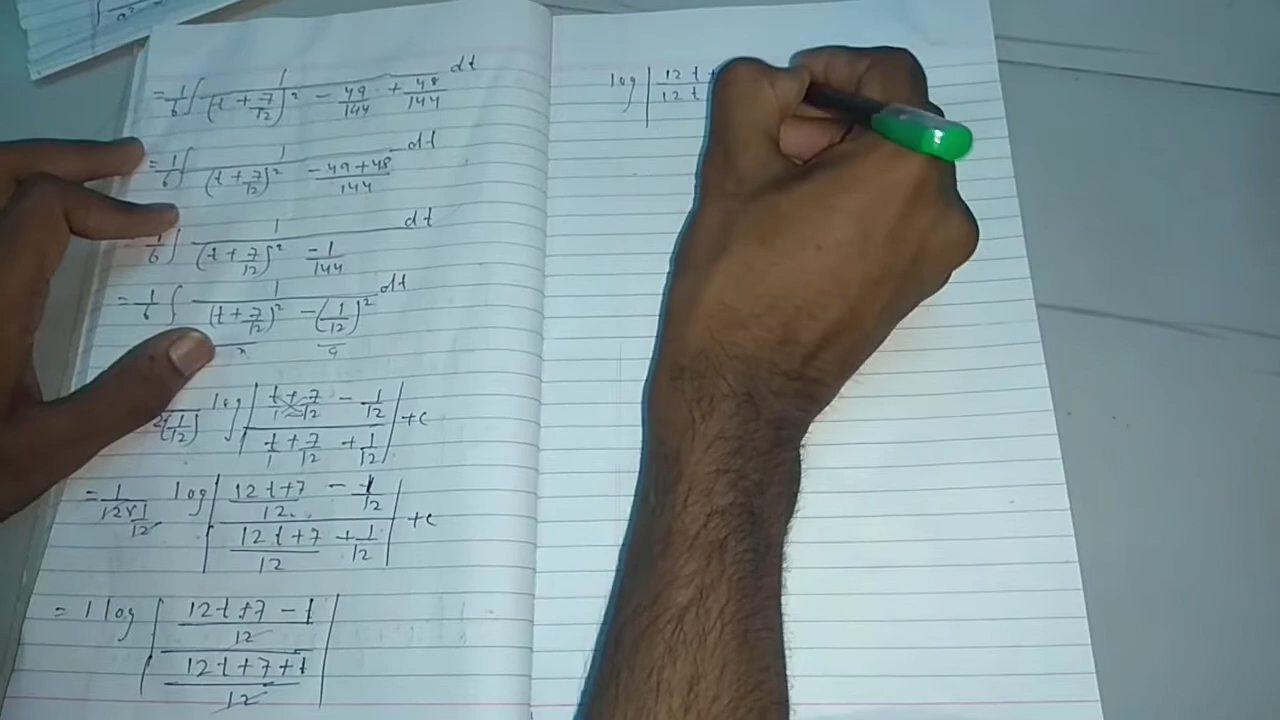 = 1/6 ∫ 1/((t + 7/12)² - 49/144 + 48/144) dt
= 1/6 ∫ 1/((t + 7/12)² (-49+48)/144) dt
1/6 ∫ 1/((t + 7/12)² -1/144) dt
= 1/6 ∫ 1/((t + 7/12)² - (1/12)²) dt
x a
2(1/12) log |(t/1 + 7/12 - 1/12)/(t/1 + 7/12 + 1/12)| + c
= 1/(12×1/12) log |((12t+7)/12 - 1/12)/((12t+7)/12 + 1/12)| + c
= 1 log |((12t+7-1)/12)/((12t+7+1)/12)|
log | 12t+ / 12t